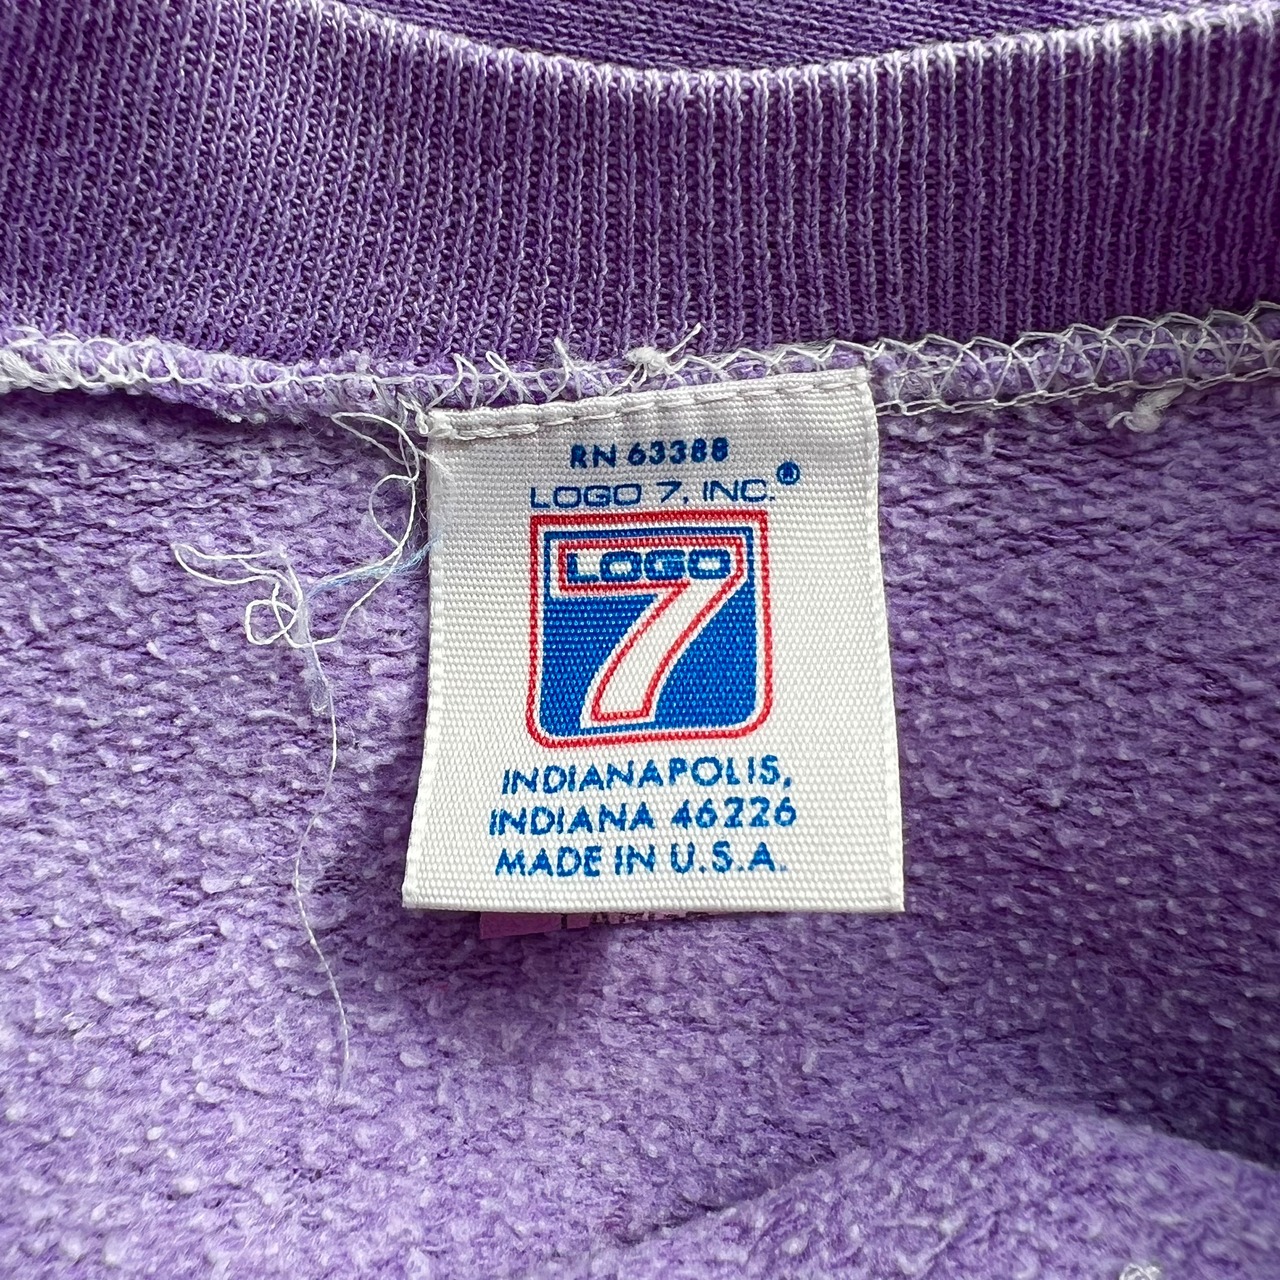 RN 63388
LOGO 7, INC.®
LOGO
7
INDIANAPOLIS,
INDIANA 46226
MADE IN U.S.A.